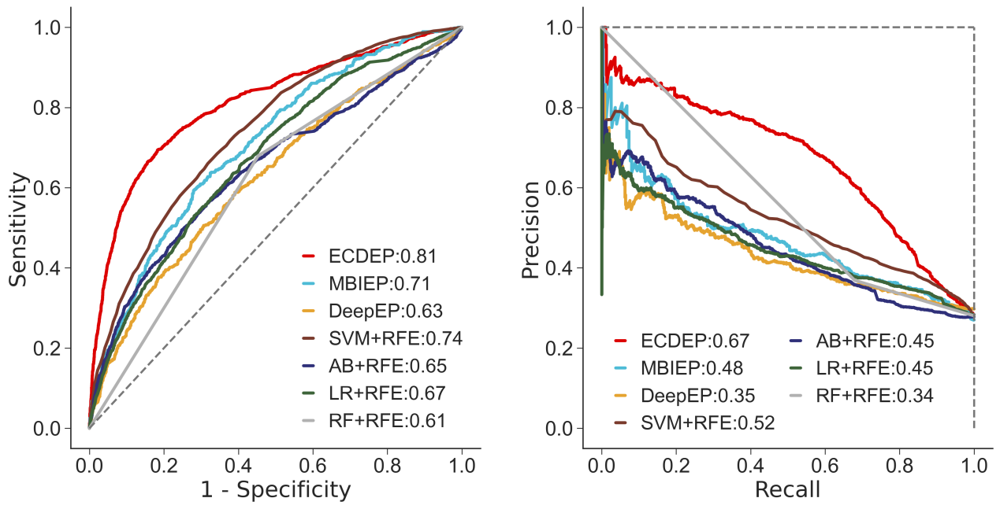 1.0
0.8
0.6
0.4
0.2
0.0
Sensitivity
ECDEP:0.81
MBIEP:0.71
DeepEP:0.63
SVM+RFE:0.74
AB+RFE:0.65
LR+RFE:0.67
RF+RFE:0.61
0.0 0.2 0.4 0.6 0.8 1.0
1 - Specificity
1.0
0.8
0.6
0.4
0.2
0.0
Precision
ECDEP:0.67
MBIEP:0.48
DeepEP:0.35
SVM+RFE:0.52
AB+RFE:0.45
LR+RFE:0.45
RF+RFE:0.34
0.0 0.2 0.4 0.6 0.8 1.0
Recall